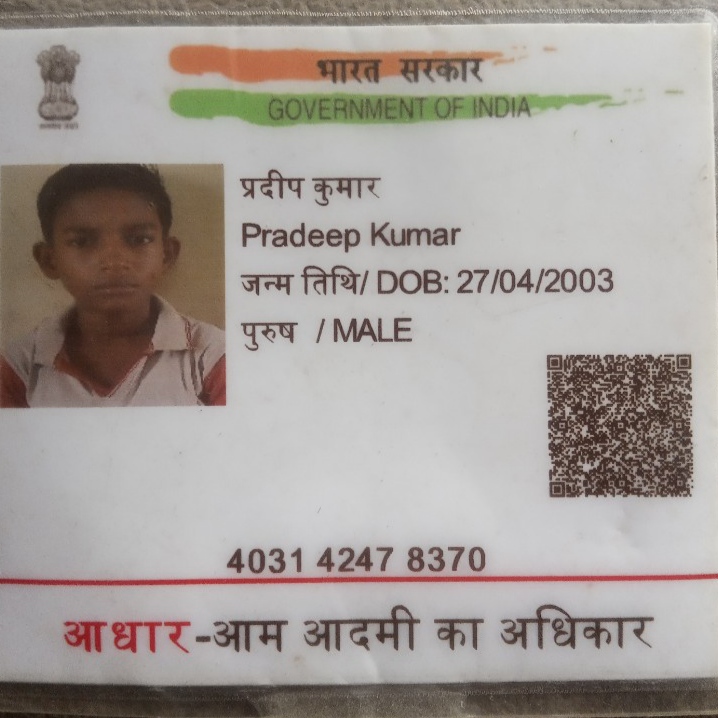 भारत सरकार
GOVERNMENT OF INDIA
प्रदीप कुमार
Pradeep Kumar
जन्म तिथि/ DOB: 27/04/2003
पुरुष / MALE
4031 4247 8370
आधार-आम आदमी का अधिकार